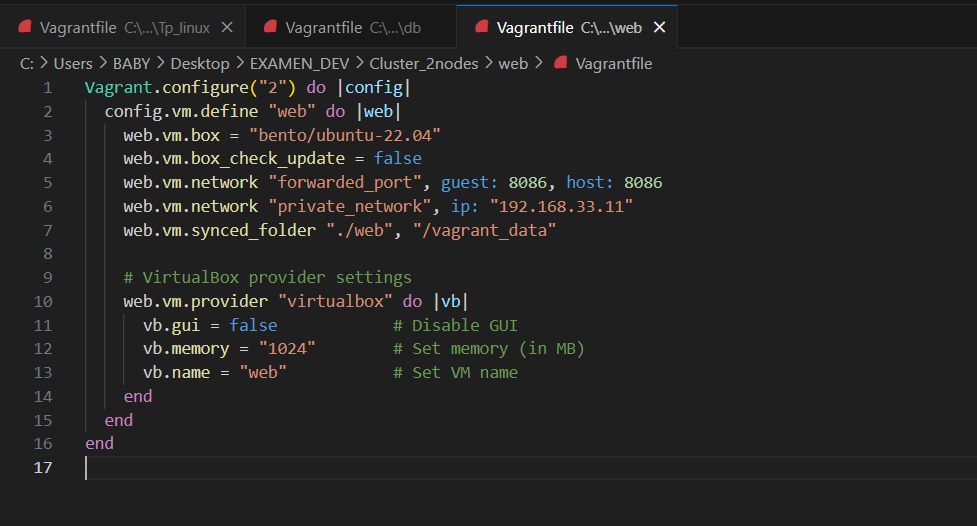 Vagrantfile C:\...\Tp_linux Vagrantfile C:\...\db Vagrantfile C:\...\web
C: > Users > BABY > Desktop > EXAMEN_DEV > Cluster_2nodes > web > Vagrantfile
1 Vagrant.configure("2") do |config|
2 config.vm.define "web" do |web|
3 web.vm.box = "bento/ubuntu-22.04"
4 web.vm.box_check_update = false
5 web.vm.network "forwarded_port", guest: 8086, host: 8086
6 web.vm.network "private_network", ip: "192.168.33.11"
7 web.vm.synced_folder "./web", "/vagrant_data"
8
9 # VirtualBox provider settings
10 web.vm.provider "virtualbox" do |vb|
11 vb.gui = false # Disable GUI
12 vb.memory = "1024" # Set memory (in MB)
13 vb.name = "web" # Set VM name
14 end
15 end
16 end
17